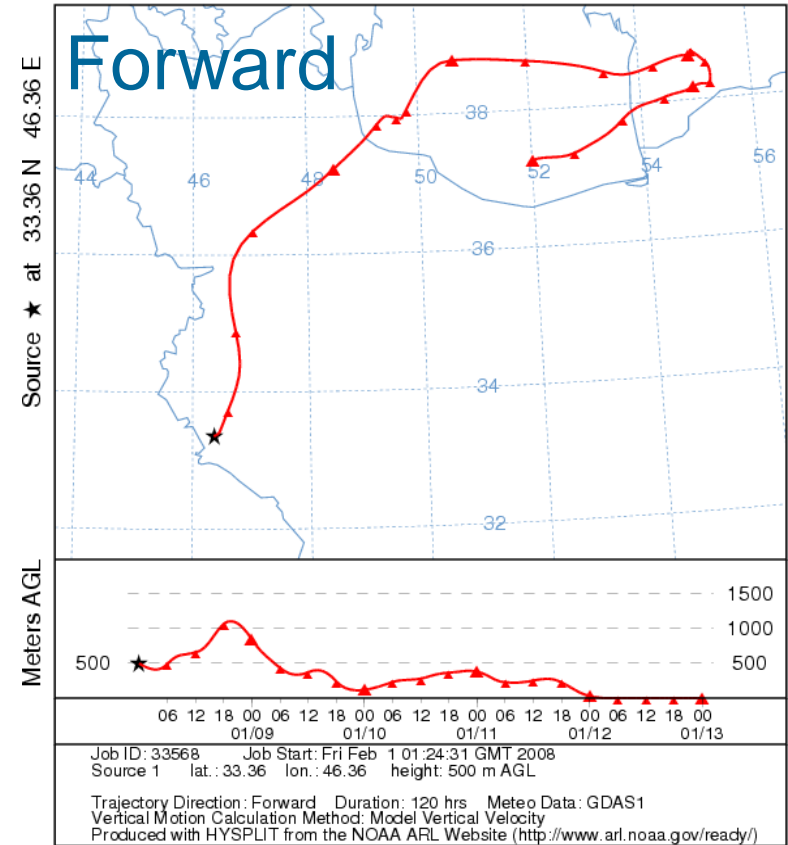 Forward
Source ★ at 33.36 N 46.36 E
38
44 46 48 50 52 54 56
36
34
32
Meters AGL
1500
1000
500 500
06 12 18 00 06 12 18 00 06 12 18 00 06 12 18 00 06 12 18 00
01/09 01/10 01/11 01/12 01/13
Job ID: 33568 Job Start: Fri Feb 1 01:24:31 GMT 2008
Source 1 lat.: 33.36 lon.: 46.36 height: 500 m AGL
Trajectory Direction: Forward Duration: 120 hrs Meteo Data: GDAS1
Vertical Motion Calculation Method: Model Vertical Velocity
Produced with HYSPLIT from the NOAA ARL Website (http://www.arl.noaa.gov/ready/)